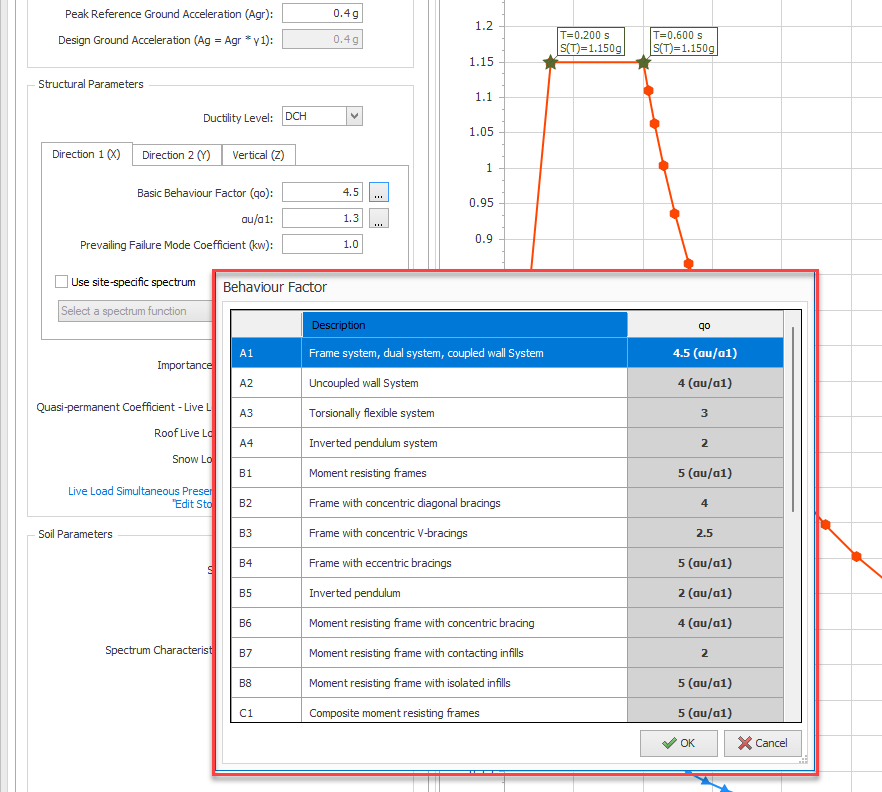 Peak Reference Ground Acceleration (Agr): 0.4 g
Design Ground Acceleration (Ag = Agr * γ1): 0.4 g
Structural Parameters
Ductility Level: DCH
Direction 1 (X) Direction 2 (Y) Vertical (Z)
Basic Behaviour Factor (qo): 4.5 ...
αu/α1: 1.3 ...
Prevailing Failure Mode Coefficient (kw): 1.0
Use site-specific spectrum
Select a spectrum function
Importance
Quasi-permanent Coefficient - Live L
Roof Live Lo
Snow Lo
Live Load Simultaneous Preser
"Edit Sto
Soil Parameters
S
Spectrum Characterist
1.2
1.15
1.1
1.05
1
0.95
0.9
T=0.200 s
S(T)=1.150g
T=0.600 s
S(T)=1.150g
Behaviour Factor
Description qo
A1 Frame system, dual system, coupled wall System 4.5 (αu/α1)
A2 Uncoupled wall System 4 (αu/α1)
A3 Torsionally flexible system 3
A4 Inverted pendulum system 2
B1 Moment resisting frames 5 (αu/α1)
B2 Frame with concentric diagonal bracings 4
B3 Frame with concentric V-bracings 2.5
B4 Frame with eccentric bracings 5 (αu/α1)
B5 Inverted pendulum 2 (αu/α1)
B6 Moment resisting frame with concentric bracing 4 (αu/α1)
B7 Moment resisting frame with contacting infills 2
B8 Moment resisting frame with isolated infills 5 (αu/α1)
C1 Composite moment resisting frames 5 (αu/α1)
OK Cancel